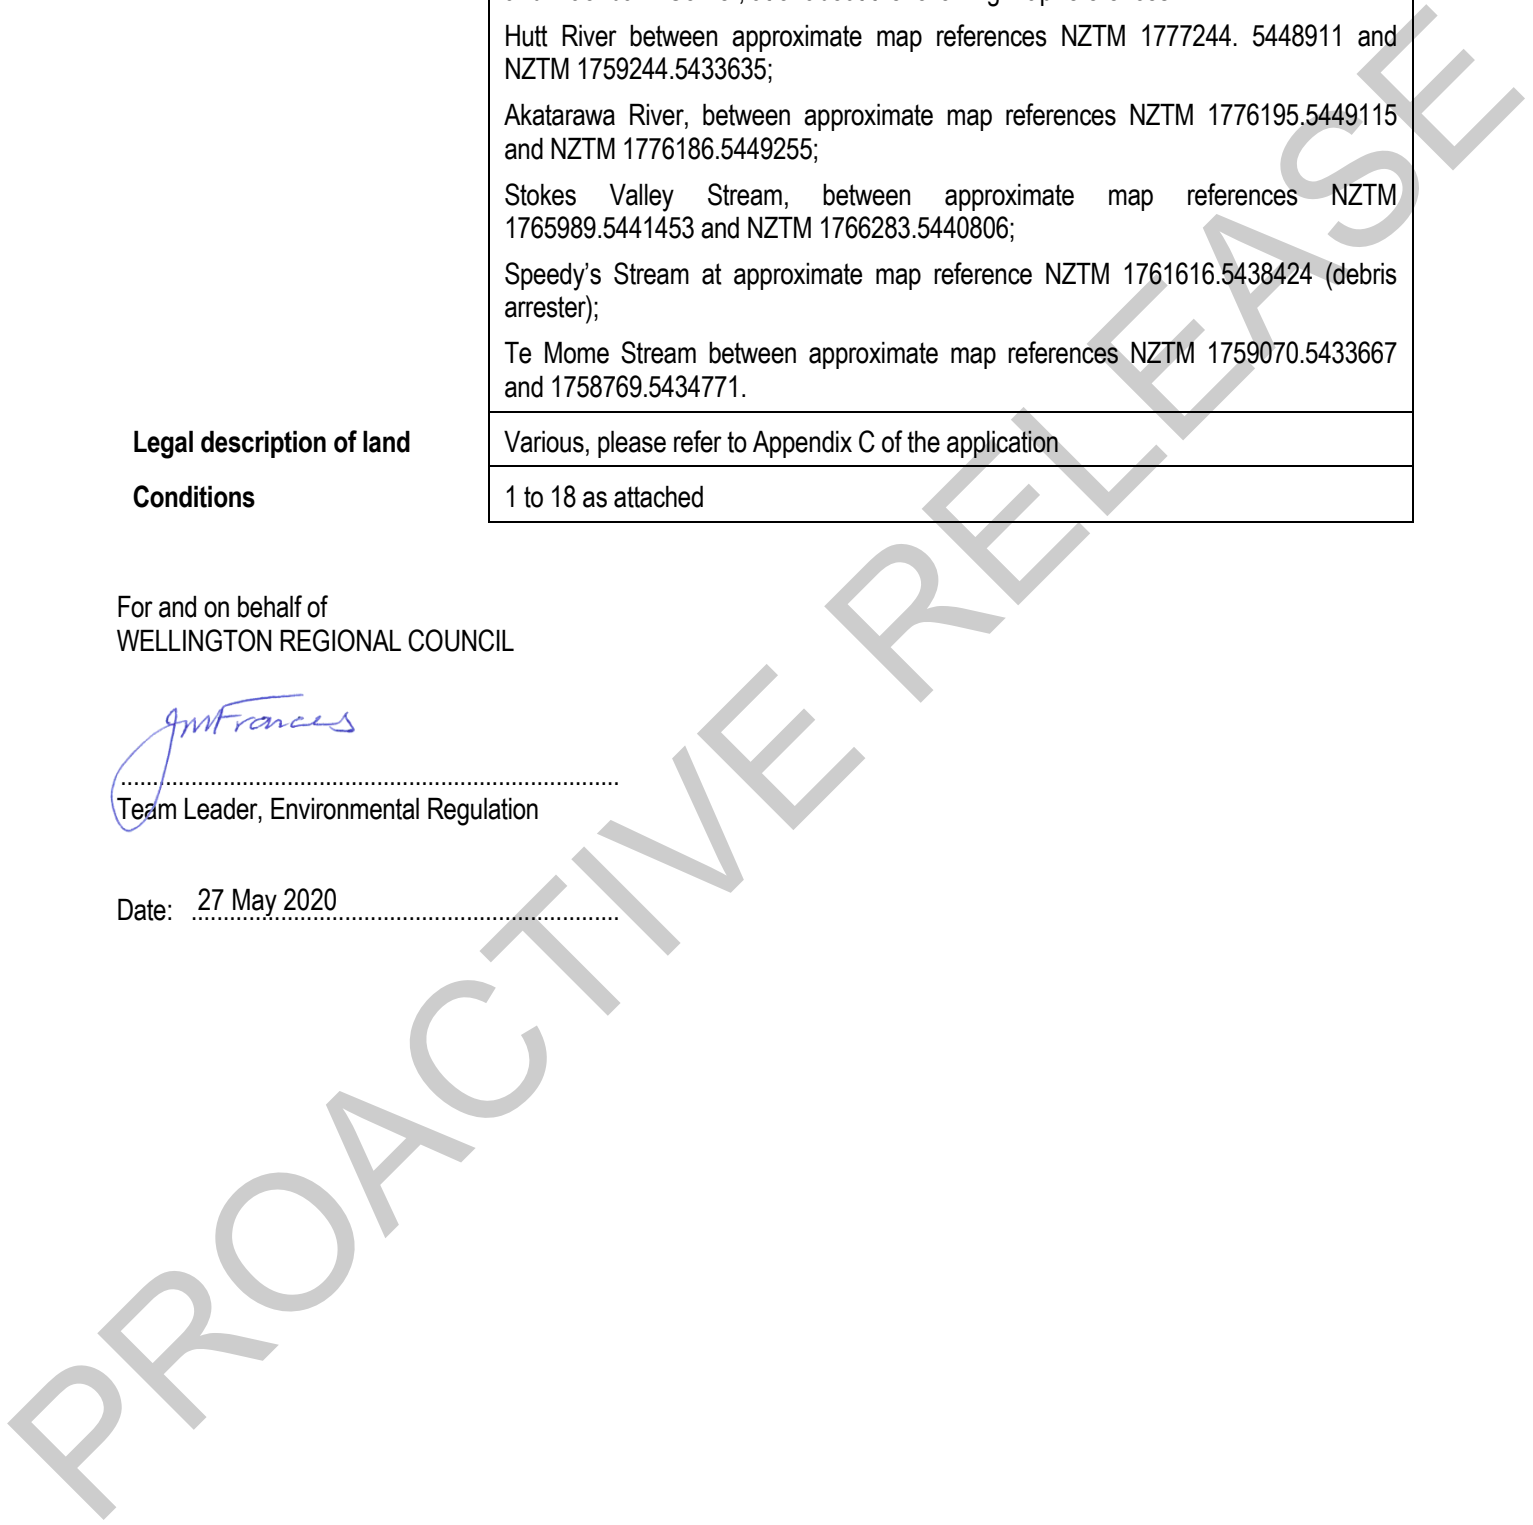 Hutt River between approximate map references NZTM 1777244. 5448911 and
NZTM 1759244.5433635;
Akatarawa River, between approximate map references NZTM 1776195.5449115
and NZTM 1776186.5449255;
Stokes Valley Stream, between approximate map references NZTM
1765989.5441453 and NZTM 1766283.5440806;
Speedy’s Stream at approximate map reference NZTM 1761616.5438424 (debris
arrester);
Te Mome Stream between approximate map references NZTM 1759070.5433667
and 1758769.5434771.
Legal description of land Various, please refer to Appendix C of the application
Conditions 1 to 18 as attached
For and on behalf of
WELLINGTON REGIONAL COUNCIL
Team Leader, Environmental Regulation
Date: 27 May 2020
PROACTIVE RELEASE